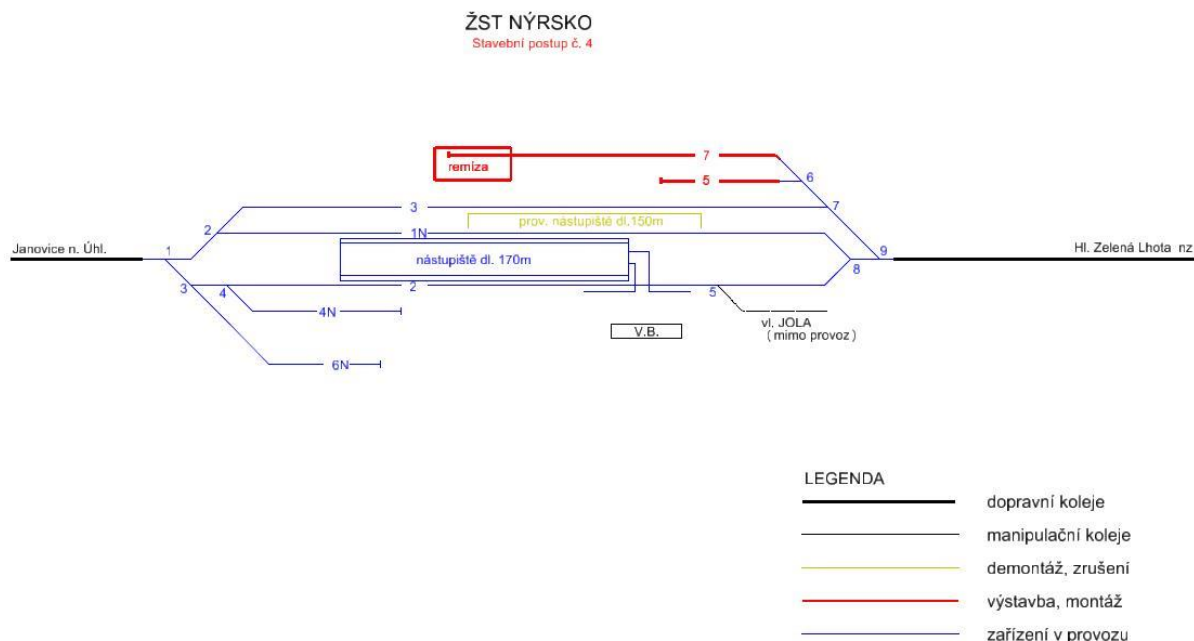 ŽST NÝRSKO
Stavební postup č. 4
7
remíza
6
5
3
7
prov. nástupiště dl.150m
2
1N
Janovice n. Úhl.
1
9
Hl. Zelená Lhota nz
nástupiště dl. 170m
8
3
4
2
5
4N
vl. JOLA
( mimo provoz )
V.B.
6N
LEGENDA
dopravní koleje
manipulační koleje
demontáž, zrušení
výstavba, montáž
zařízení v provozu